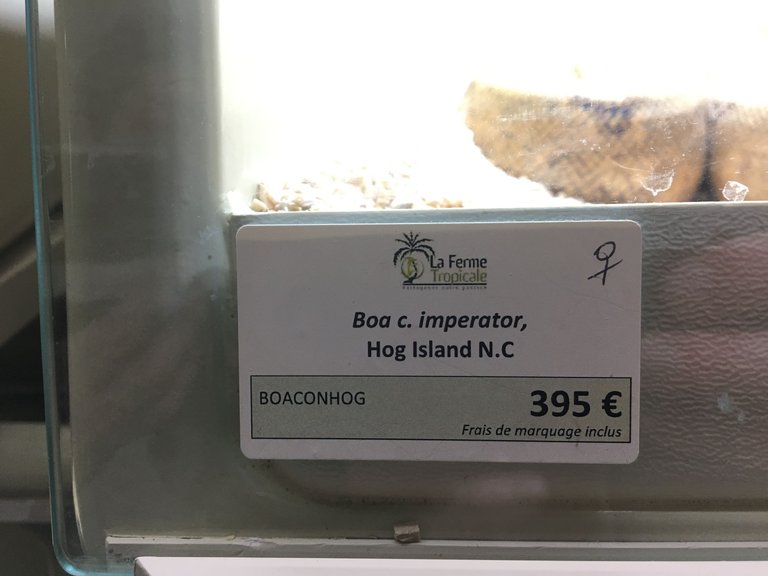 La Ferme
Tropicale
♀
Boa c. imperator,
Hog Island N.C
BOACONHOG
395 €
Frais de marquage inclus